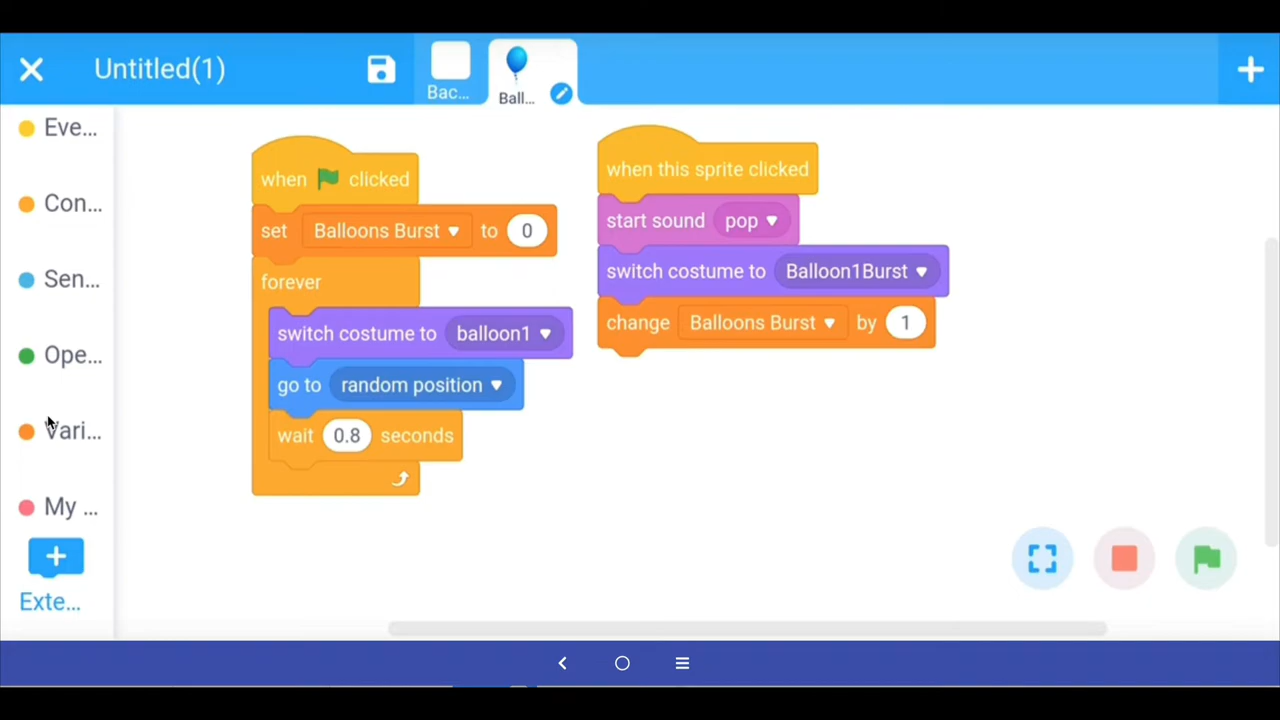 Untitled(1)
Bac...
Ball...
Eve...
Con...
Sen...
Ope...
Vari...
My ...
Exte...
when clicked
set Balloons Burst to 0
forever
switch costume to balloon1
go to random position
wait 0.8 seconds
when this sprite clicked
start sound pop
switch costume to Balloon1Burst
change Balloons Burst by 1